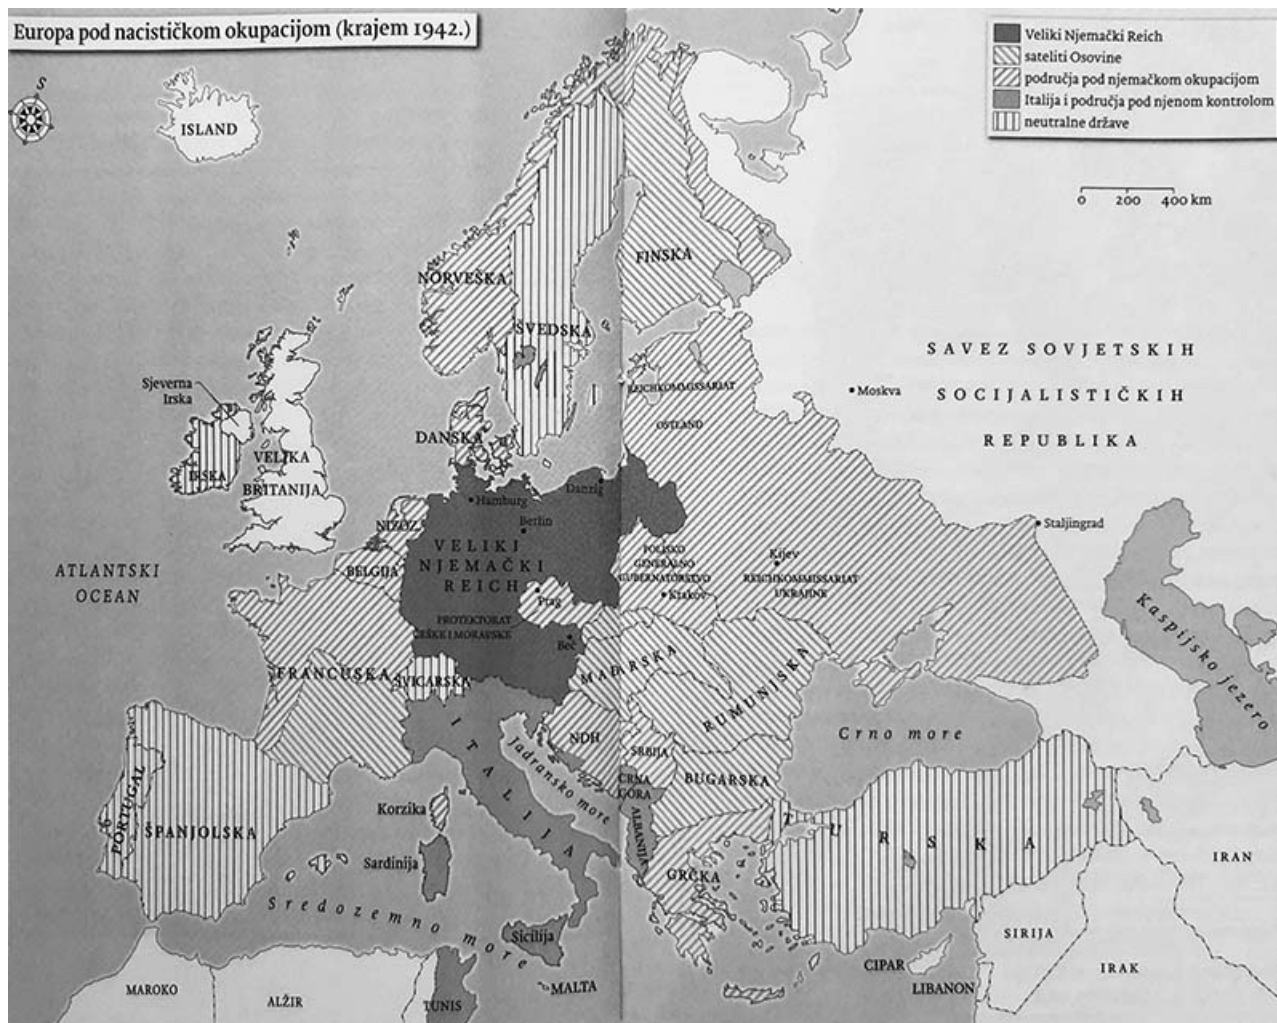 Europa pod nacističkom okupacijom (krajem 1942.)
Veliki Njemački Reich
sateliti Osovine
područja pod njemačkom okupacijom
Italija i područja pod njenom kontrolom
neutralne države
0 200 400 km
S
ISLAND
NORVEŠKA
FINSKA
ŠVEDSKA
SAVEZ SOVJETSKIH
SOCIJALISTIČKIH
REPUBLIKA
Moskva
Sjeverna
Irska
REICHKOMMISSARIAT
OSTLAND
DANSKA
IRSKA
VELIKA
BRITANIJA
Hamburg
Danzig
Berlin
NIZOZ.
Staljingrad
VELIKI
NJEMAČKI
REICH
POLJSKO
GENERALNO
GUBERNATORSTVO
Krakov
Kijev
REICHKOMMISSARIAT
UKRAJINE
ATLANTSKI
OCEAN
BELGIJA
Prag
PROTEKTORAT
ČEŠKE I MORAVSKE
Beč
Kaspijsko jezero
FRANCUSKA
ŠVICARSKA
MAĐARSKA
RUMUNJSKA
ITALIJA
NDH
Jadransko more
SRBIJA
Crno more
CRNA
GORA
BUGARSKA
PORTUGAL
ŠPANJOLSKA
Korzika
ALBANIJA
TURSKA
Sardinija
GRČKA
IRAN
Sredozemno more
Sicilija
SIRIJA
CIPAR
IRAK
MAROKO
ALŽIR
TUNIS
MALTA
LIBANON